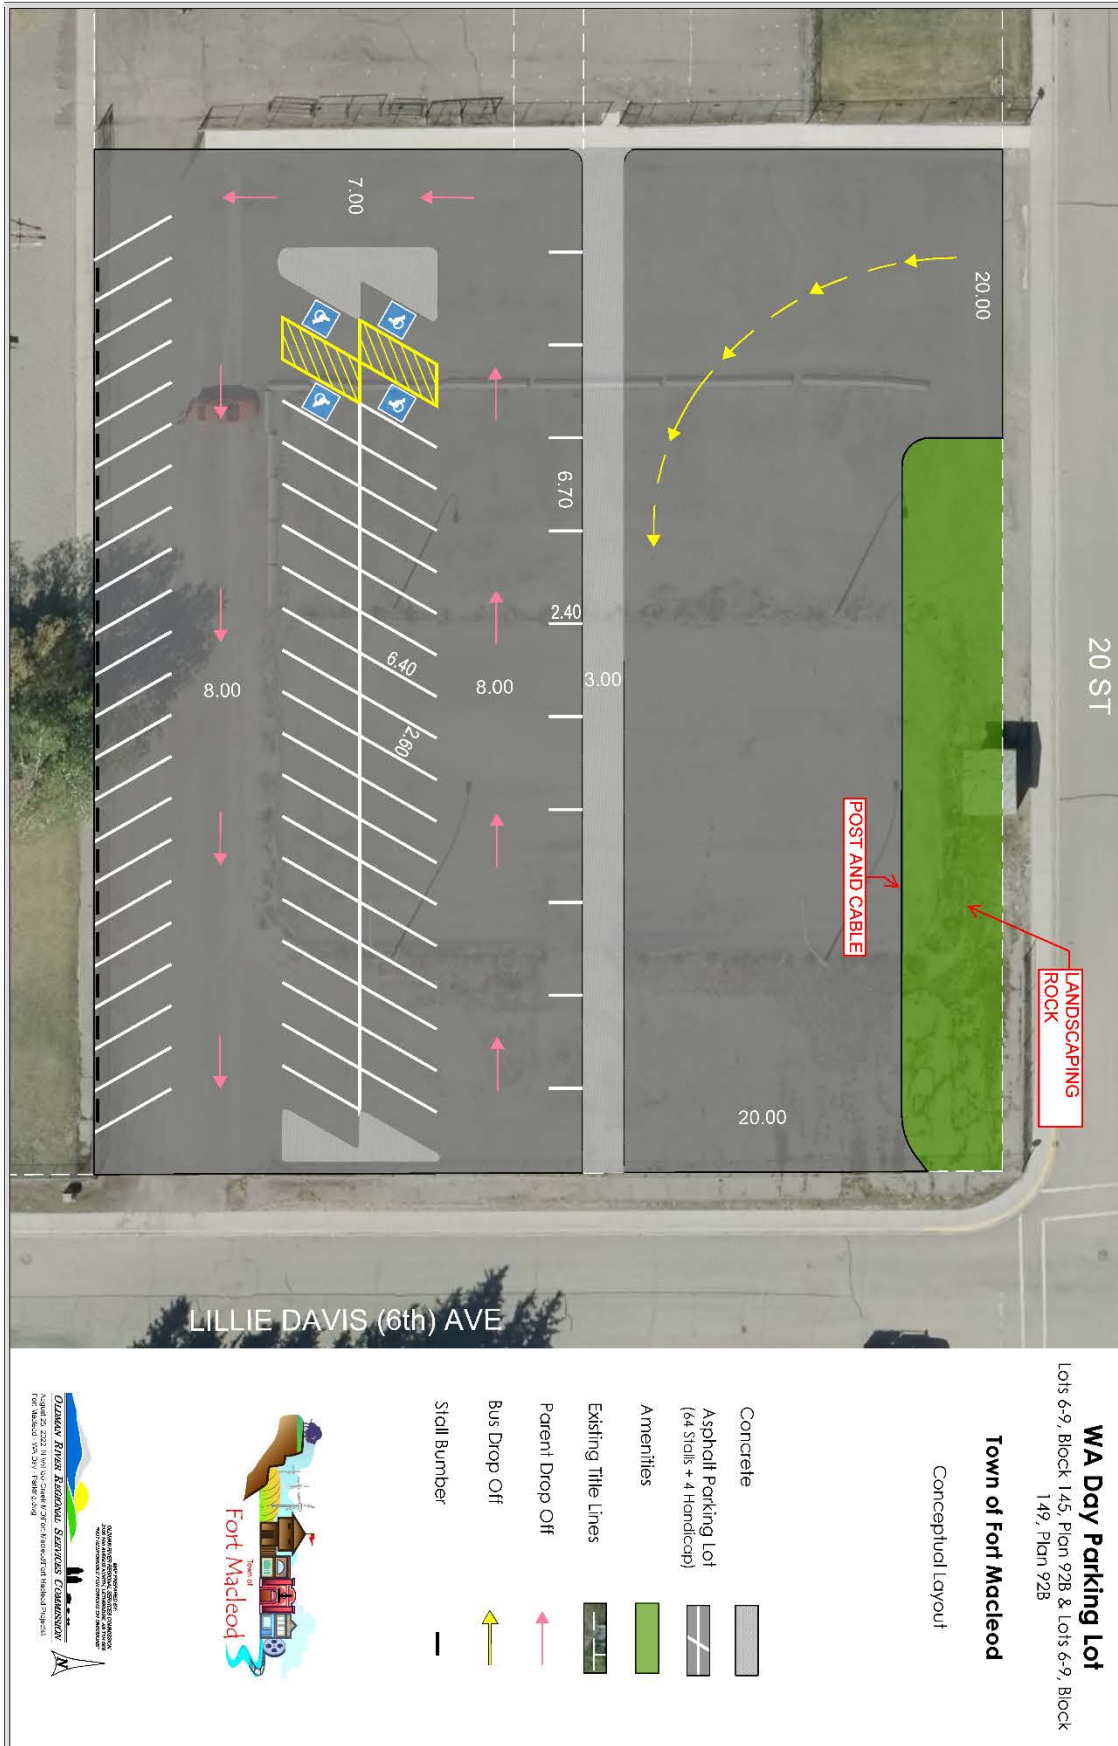 WA Day Parking Lot
Lots 6-9, Block 145, Plan 92B & Lots 6-9, Block
149, Plan 92B
Town of Fort Macleod
Conceptual Layout
Concrete
Asphalt Parking Lot
(64 Stalls + 4 Handicap)
Amenities
Existing Title Lines
Parent Drop Off
Bus Drop Off
Stall Bumber
Town of
Fort Macleod
OLDMAN RIVER REGIONAL SERVICES COMMISSION
N
20 ST
20.00
LANDSCAPING
ROCK
POST AND CABLE
20.00
3.00
6.70
2.40
8.00
6.40
2.60
7.00
8.00
LILLIE DAVIS (6th) AVE